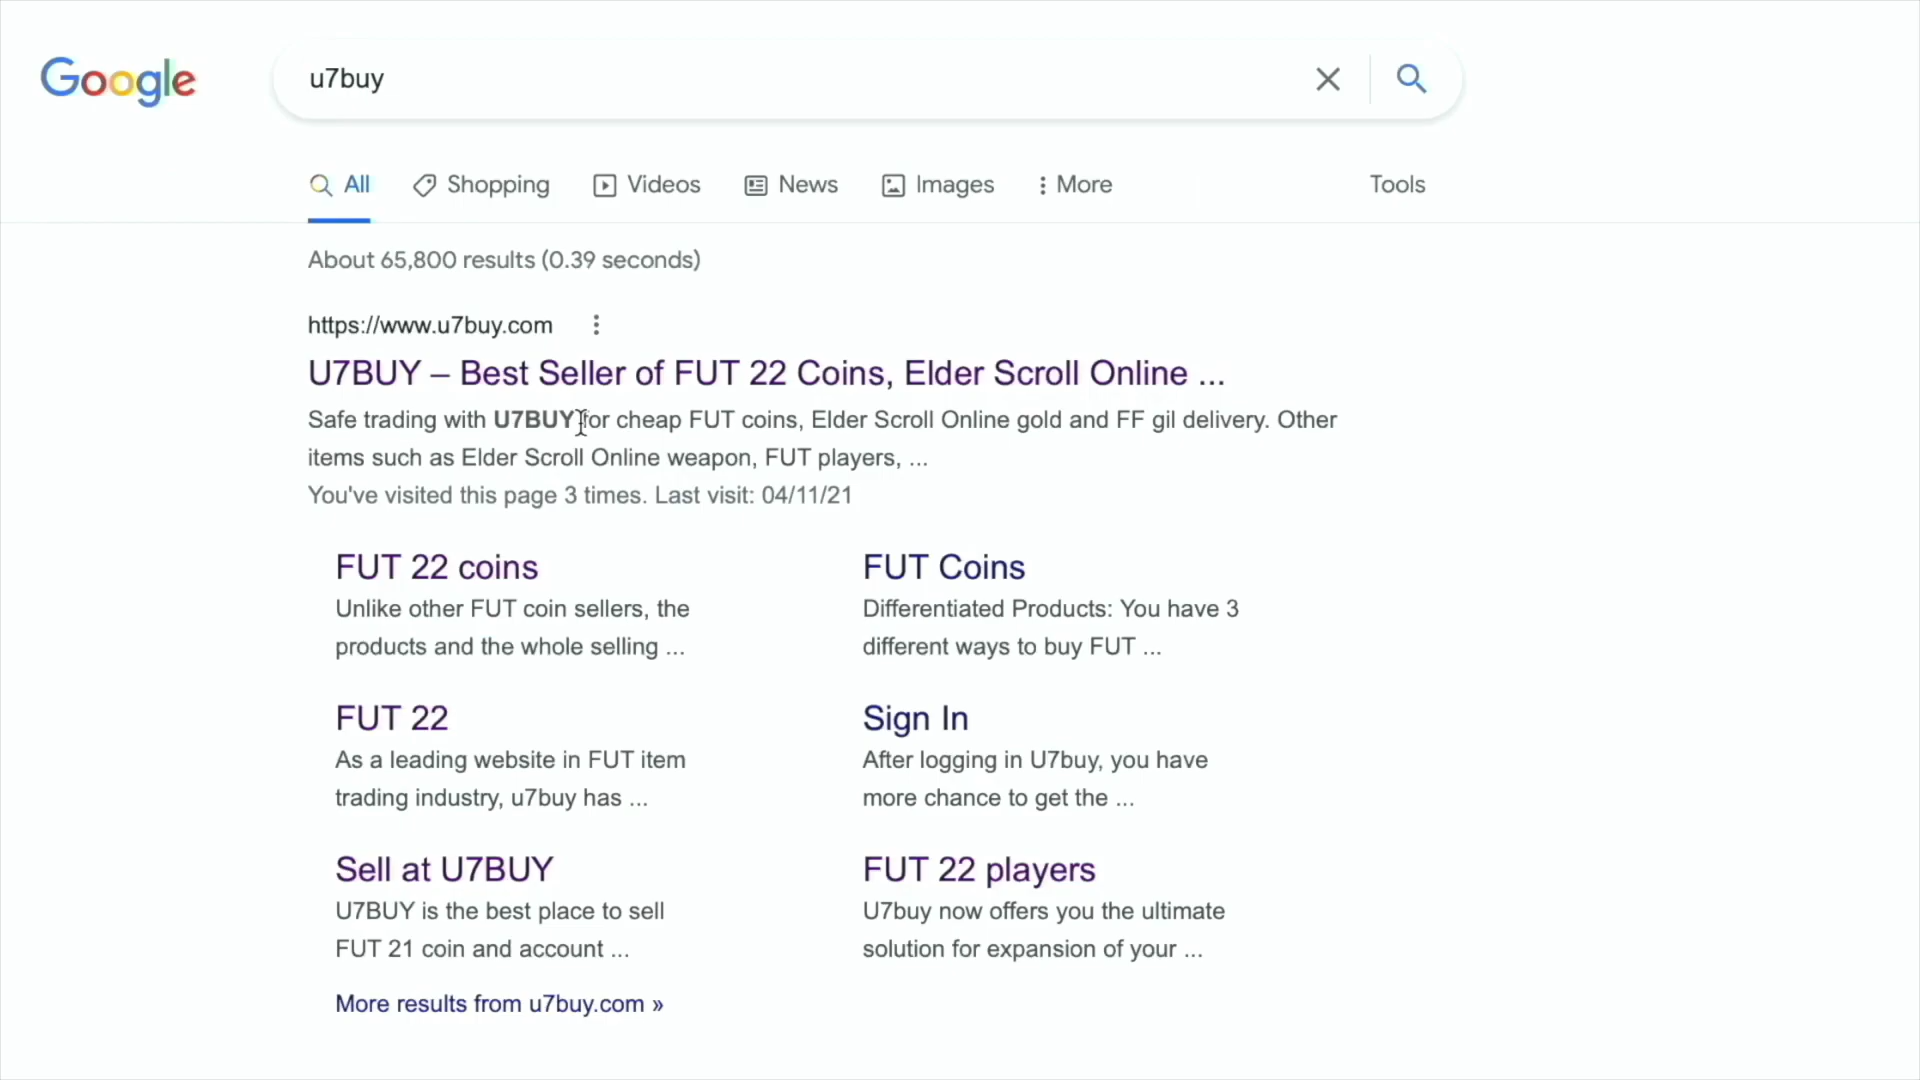 Google
u7buy
All Shopping Videos News Images More Tools
About 65,800 results (0.39 seconds)
https://www.u7buy.com
U7BUY – Best Seller of FUT 22 Coins, Elder Scroll Online ...
Safe trading with U7BUY for cheap FUT coins, Elder Scroll Online gold and FF gil delivery. Other
items such as Elder Scroll Online weapon, FUT players, ...
You've visited this page 3 times. Last visit: 04/11/21
FUT 22 coins
Unlike other FUT coin sellers, the
products and the whole selling ...
FUT Coins
Differentiated Products: You have 3
different ways to buy FUT ...
FUT 22
As a leading website in FUT item
trading industry, u7buy has ...
Sign In
After logging in U7buy, you have
more chance to get the ...
Sell at U7BUY
U7BUY is the best place to sell
FUT 21 coin and account ...
FUT 22 players
U7buy now offers you the ultimate
solution for expansion of your ...
More results from u7buy.com »